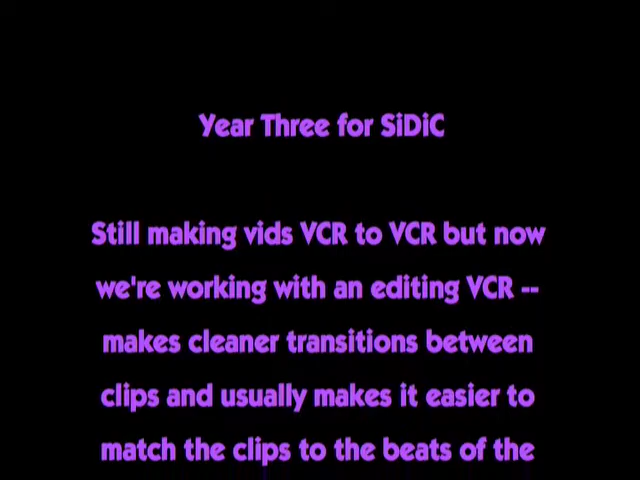 Year Three for SiDiC
Still making vids VCR to VCR but now
we're working with an editing VCR --
makes cleaner transitions between
clips and usually makes it easier to
match the clips to the beats of the